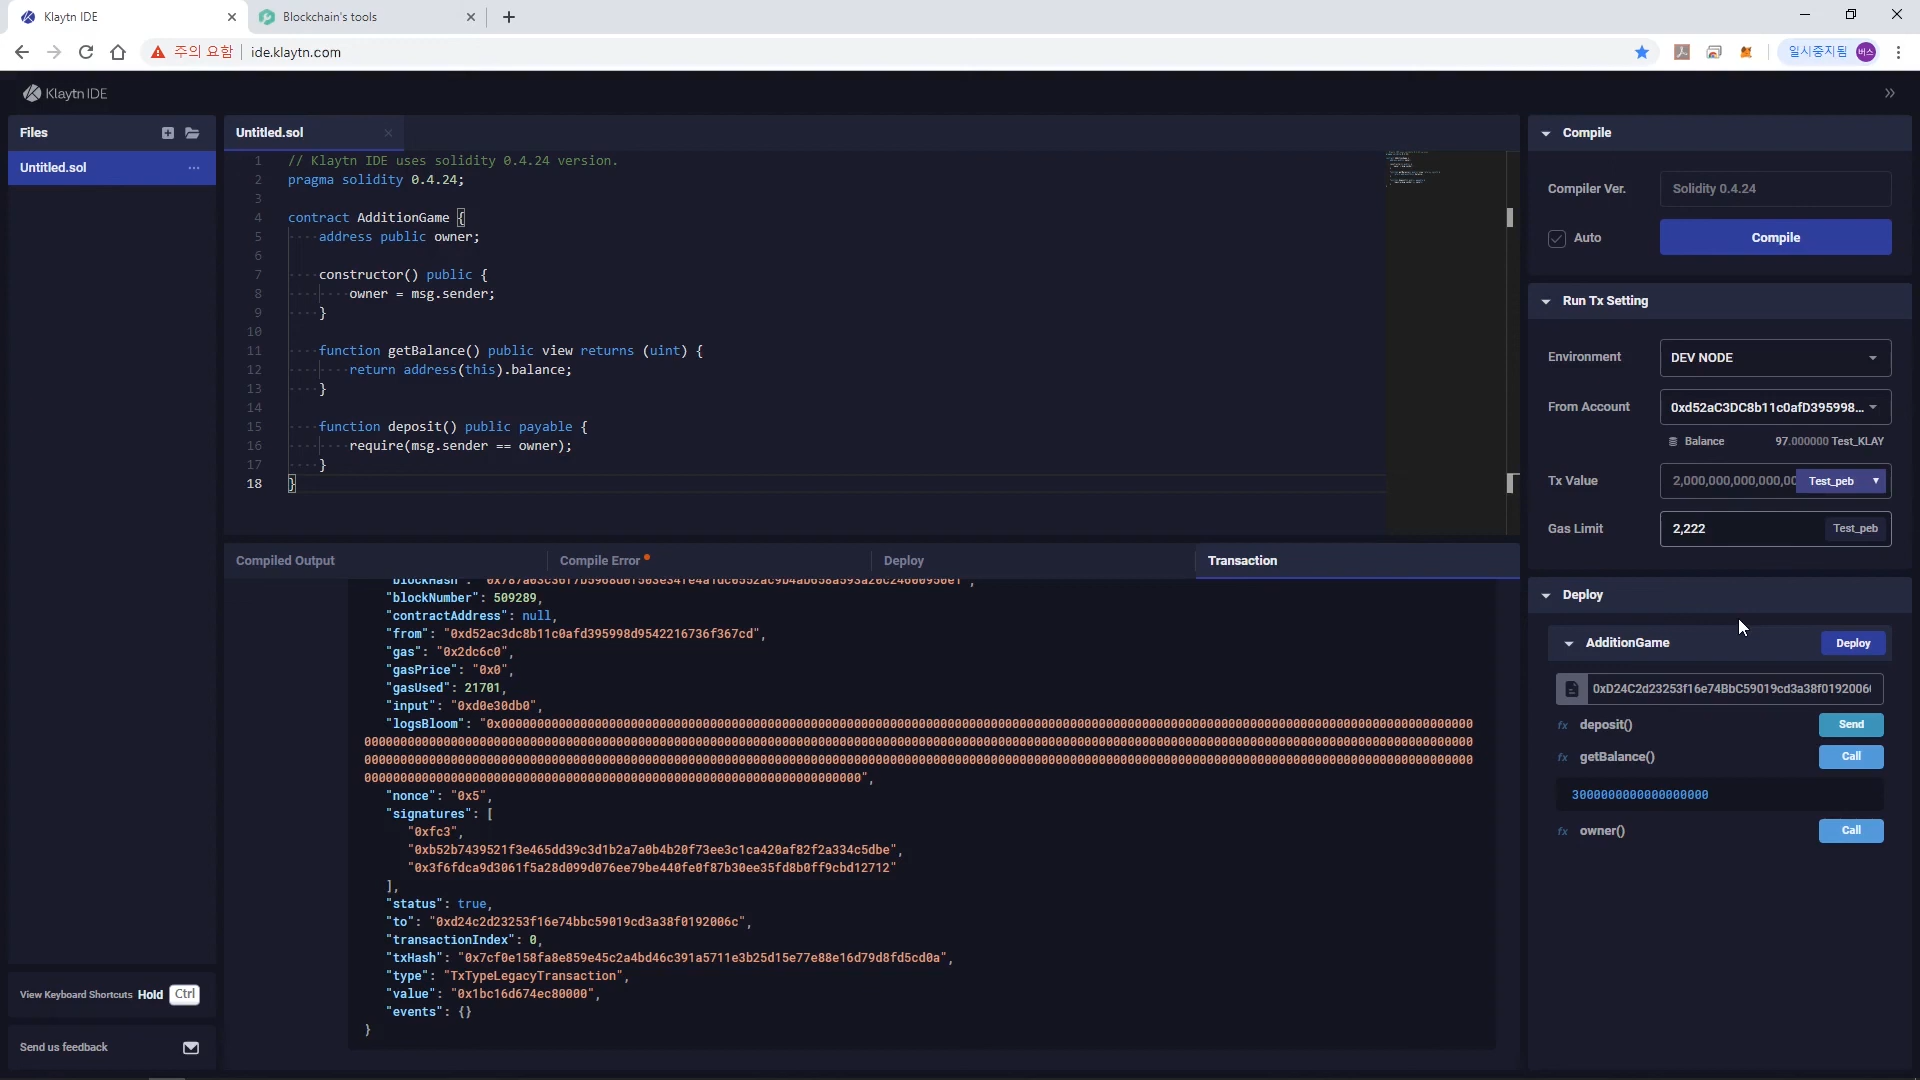 Klaytn IDE
Blockchain's tools
주의 요함
ide.klaytn.com
일시중지됨
버스
Klaytn IDE
Files
Untitled.sol
Untitled.sol
1 // Klaytn IDE uses solidity 0.4.24 version.
2 pragma solidity 0.4.24;
3
4 contract AdditionGame {
5 address public owner;
6
7 constructor() public {
8 owner = msg.sender;
9 }
10
11 function getBalance() public view returns (uint) {
12 return address(this).balance;
13 }
14
15 function deposit() public payable {
16 require(msg.sender == owner);
17 }
18 }
Compiled Output
Compile Error
Deploy
Transaction
"blockNumber": 509289,
"contractAddress": null,
"from": "0xd52ac3dc8b11c0afd395998d9542216736f367cd",
"gas": "0x2dc6c0",
"gasPrice": "0x0",
"gasUsed": 21701,
"input": "0xd0e30db0",
"logsBloom":
"nonce": "0x5",
"signatures": [
"0xfc3",
"0xb52b7439521f3e465dd39c3d1b2a7a0b4b20f73ee3c1ca420af82f2a334c5dbe",
"0x3f6fdca9d3061f5a28d099d076ee79be440fe0f87b30ee35fd8b0ff9cbd12712"
],
"status": true,
"to": "0xd24c2d23253f16e74bbc59019cd3a38f0192006c",
"transactionIndex": 0,
"txHash": "0x7cf0e158fa8e859e45c2a4bd46c391a5711e3b25d15e77e88e16d79d8fd5cd0a",
"type": "TxTypeLegacyTransaction",
"value": "0x1bc16d674ec80000",
"events": {}
}
View Keyboard Shortcuts Hold Ctrl
Send us feedback
Compile
Compiler Ver. Solidity 0.4.24
Auto Compile
Run Tx Setting
Environment DEV NODE
From Account 0xd52aC3DC8b11c0afD395998...
Balance 97.000000 Test_KLAY
Tx Value 2,000,000,000,000,00 Test_peb
Gas Limit 2,222 Test_peb
Deploy
AdditionGame Deploy
0xD24C2d23253f16e74BbC59019cd3a38f0192006
fx deposit() Send
fx getBalance() Call
3000000000000000000
fx owner() Call